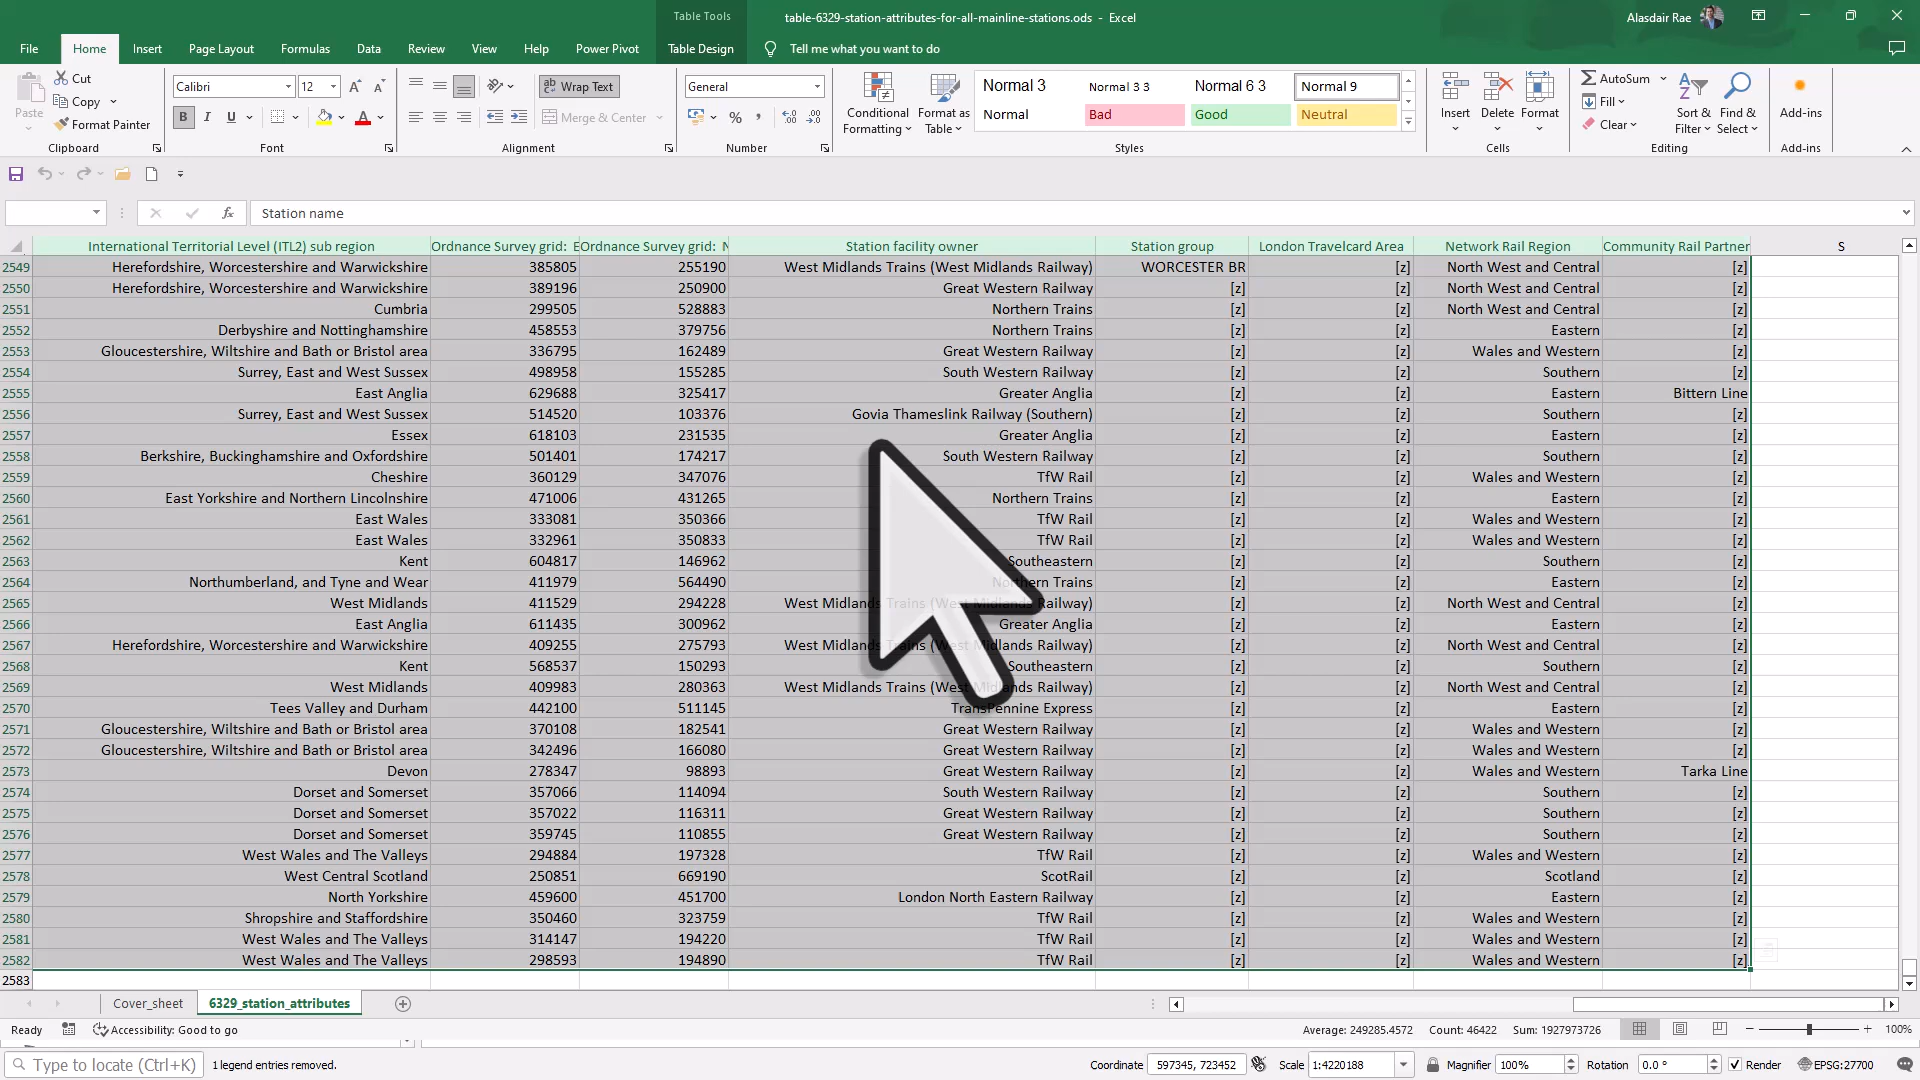 Table Tools
table-6329-station-attributes-for-all-mainline-stations.ods - Excel
Alasdair Rae
File Home Insert Page Layout Formulas Data Review View Help Power Pivot Table Design Tell me what you want to do
Paste
Cut
Copy
Format Painter
Clipboard
Calibri 12
B I U
Font
Wrap Text
Merge & Center
Alignment
General
Number
Conditional Formatting
Format as Table
Normal 3 Normal 3 3 Normal 6 3 Normal 9
Normal Bad Good Neutral
Styles
Insert Delete Format
Cells
AutoSum
Fill
Clear
Sort & Filter
Find & Select
Editing
Add-ins
Add-ins
Station name
International Territorial Level (ITL2) sub region Ordnance Survey grid: E Ordnance Survey grid: N Station facility owner Station group London Travelcard Area Network Rail Region Community Rail Partner S
2549 Herefordshire, Worcestershire and Warwickshire 385805 255190 West Midlands Trains (West Midlands Railway) WORCESTER BR [z] North West and Central [z]
2550 Herefordshire, Worcestershire and Warwickshire 389196 250900 Great Western Railway [z] [z] North West and Central [z]
2551 Cumbria 299505 528883 Northern Trains [z] [z] North West and Central [z]
2552 Derbyshire and Nottinghamshire 458553 379756 Northern Trains [z] [z] Eastern [z]
2553 Gloucestershire, Wiltshire and Bath or Bristol area 336795 162489 Great Western Railway [z] [z] Wales and Western [z]
2554 Surrey, East and West Sussex 498958 155285 South Western Railway [z] [z] Southern [z]
2555 East Anglia 629688 325417 Greater Anglia [z] [z] Eastern Bittern Line
2556 Surrey, East and West Sussex 514520 103376 Govia Thameslink Railway (Southern) [z] [z] Southern [z]
2557 Essex 618103 231535 Greater Anglia [z] [z] Eastern [z]
2558 Berkshire, Buckinghamshire and Oxfordshire 501401 174217 South Western Railway [z] [z] Southern [z]
2559 Cheshire 360129 347076 TfW Rail [z] [z] Wales and Western [z]
2560 East Yorkshire and Northern Lincolnshire 471006 431265 Northern Trains [z] [z] Eastern [z]
2561 East Wales 333081 350366 TfW Rail [z] [z] Wales and Western [z]
2562 East Wales 332961 350833 TfW Rail [z] [z] Wales and Western [z]
2563 Kent 604817 146962 Southeastern [z] [z] Southern [z]
2564 Northumberland, and Tyne and Wear 411979 564490 Northern Trains [z] [z] Eastern [z]
2565 West Midlands 411529 294228 West Midlands Trains (West Midlands Railway) [z] [z] North West and Central [z]
2566 East Anglia 611435 300962 Greater Anglia [z] [z] Eastern [z]
2567 Herefordshire, Worcestershire and Warwickshire 409255 275793 West Midlands Trains (West Midlands Railway) [z] [z] North West and Central [z]
2568 Kent 568537 150293 Southeastern [z] [z] Southern [z]
2569 West Midlands 409983 280363 West Midlands Trains (West Midlands Railway) [z] [z] North West and Central [z]
2570 Tees Valley and Durham 442100 511145 TransPennine Express [z] [z] Eastern [z]
2571 Gloucestershire, Wiltshire and Bath or Bristol area 370108 182541 Great Western Railway [z] [z] Wales and Western [z]
2572 Gloucestershire, Wiltshire and Bath or Bristol area 342496 166080 Great Western Railway [z] [z] Wales and Western [z]
2573 Devon 278347 98893 Great Western Railway [z] [z] Wales and Western Tarka Line
2574 Dorset and Somerset 357066 114094 South Western Railway [z] [z] Southern [z]
2575 Dorset and Somerset 357022 116311 Great Western Railway [z] [z] Southern [z]
2576 Dorset and Somerset 359745 110855 Great Western Railway [z] [z] Southern [z]
2577 West Wales and The Valleys 294884 197328 TfW Rail [z] [z] Wales and Western [z]
2578 West Central Scotland 250851 669190 ScotRail [z] [z] Scotland [z]
2579 North Yorkshire 459600 451700 London North Eastern Railway [z] [z] Eastern [z]
2580 Shropshire and Staffordshire 350460 323759 TfW Rail [z] [z] Wales and Western [z]
2581 West Wales and The Valleys 314147 194220 TfW Rail [z] [z] Wales and Western [z]
2582 West Wales and The Valleys 298593 194890 TfW Rail [z] [z] Wales and Western [z]
2583
Cover_sheet 6329_station_attributes
Ready Accessibility: Good to go Average: 249285.4572 Count: 46422 Sum: 1927973726 100%
Type to locate (Ctrl+K) 1 legend entries removed. Coordinate 597345, 723452 Scale 1:4220188 Magnifier 100% Rotation 0.0 ° Render EPSG:27700